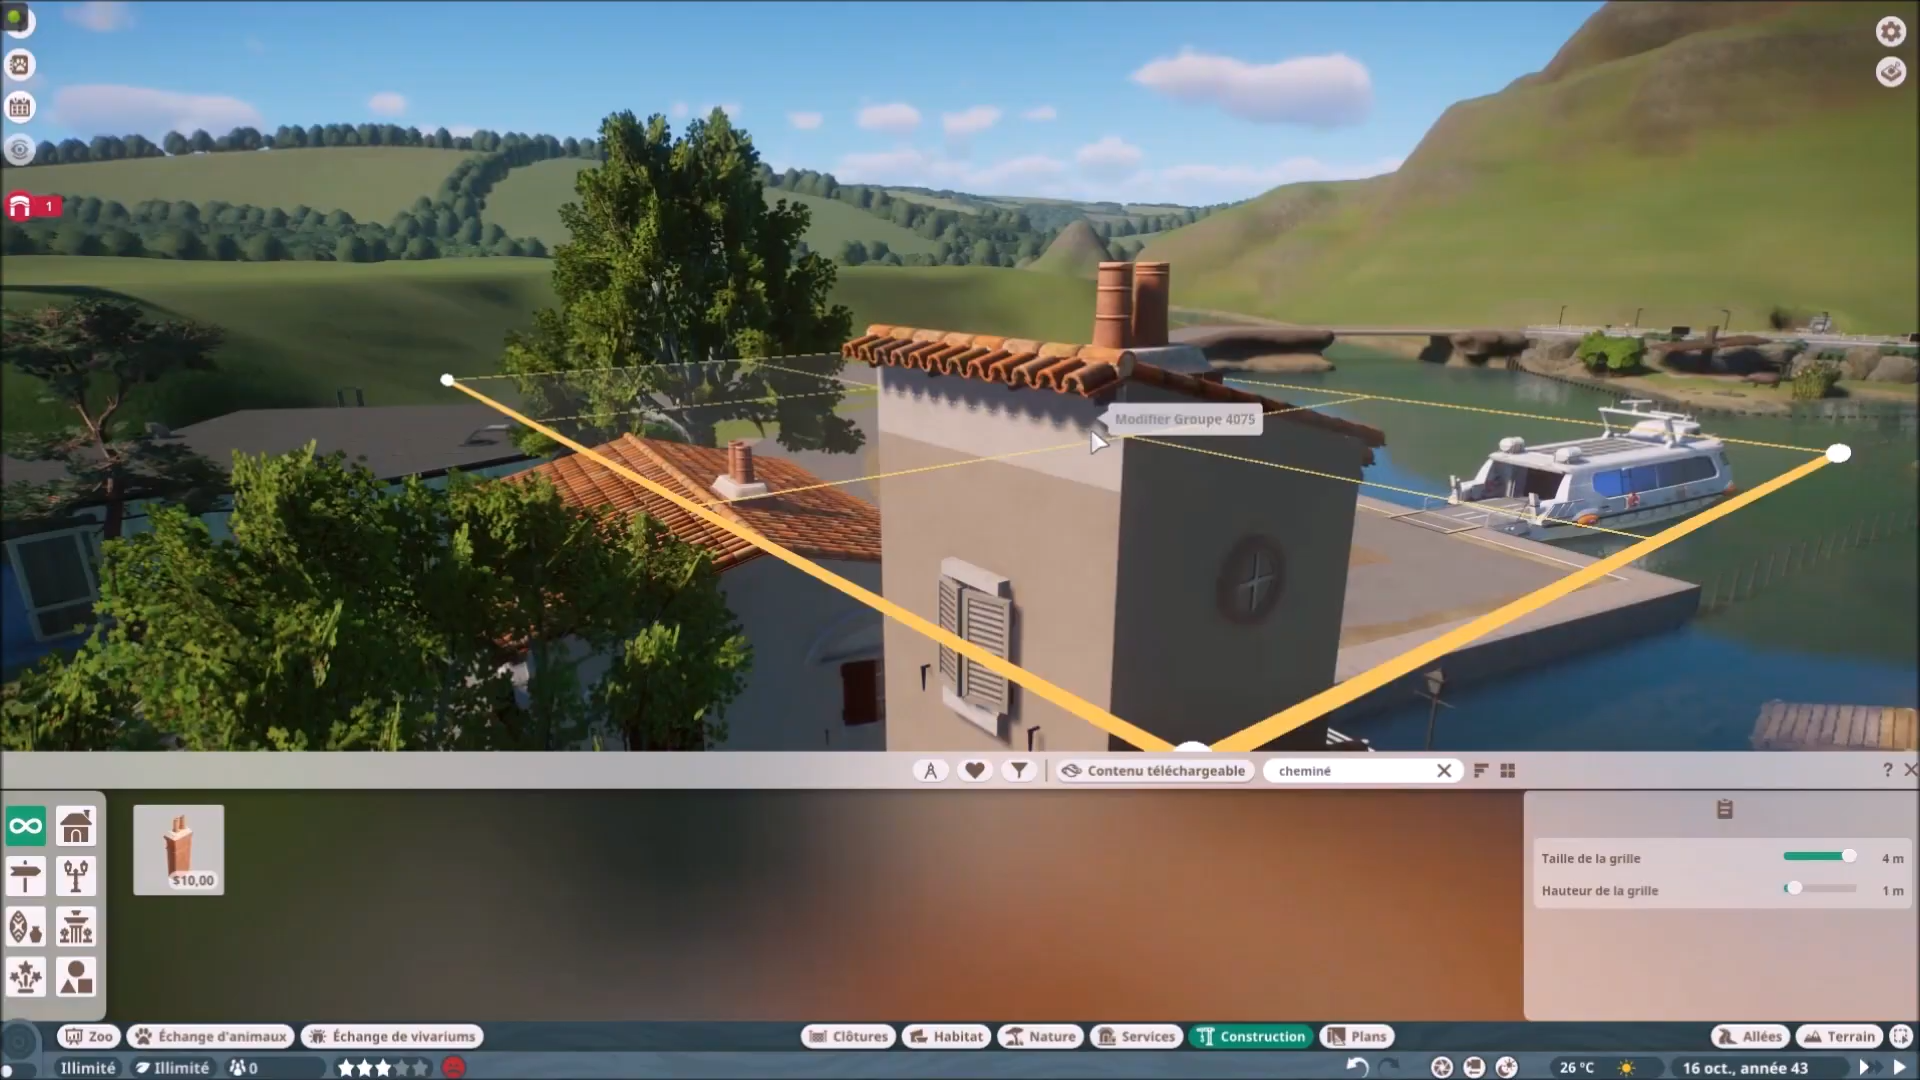 1
Modifier Groupe 4075
Contenu téléchargeable
cheminé
?
$10,00
Taille de la grille
4 m
Hauteur de la grille
1 m
Zoo
Échange d'animaux
Échange de vivariums
Clôtures
Habitat
Nature
Services
Construction
Plans
Allées
Terrain
Illimité
Illimité
0
26 °C
16 oct., année 43